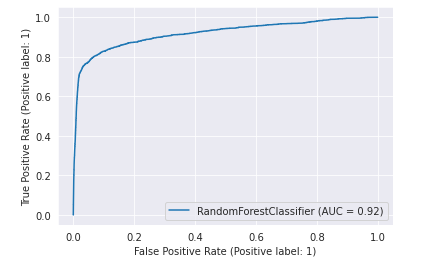 True Positive Rate (Positive label: 1)
1.0
0.8
0.6
0.4
0.2
0.0
RandomForestClassifier (AUC = 0.92)
0.0 0.2 0.4 0.6 0.8 1.0
False Positive Rate (Positive label: 1)